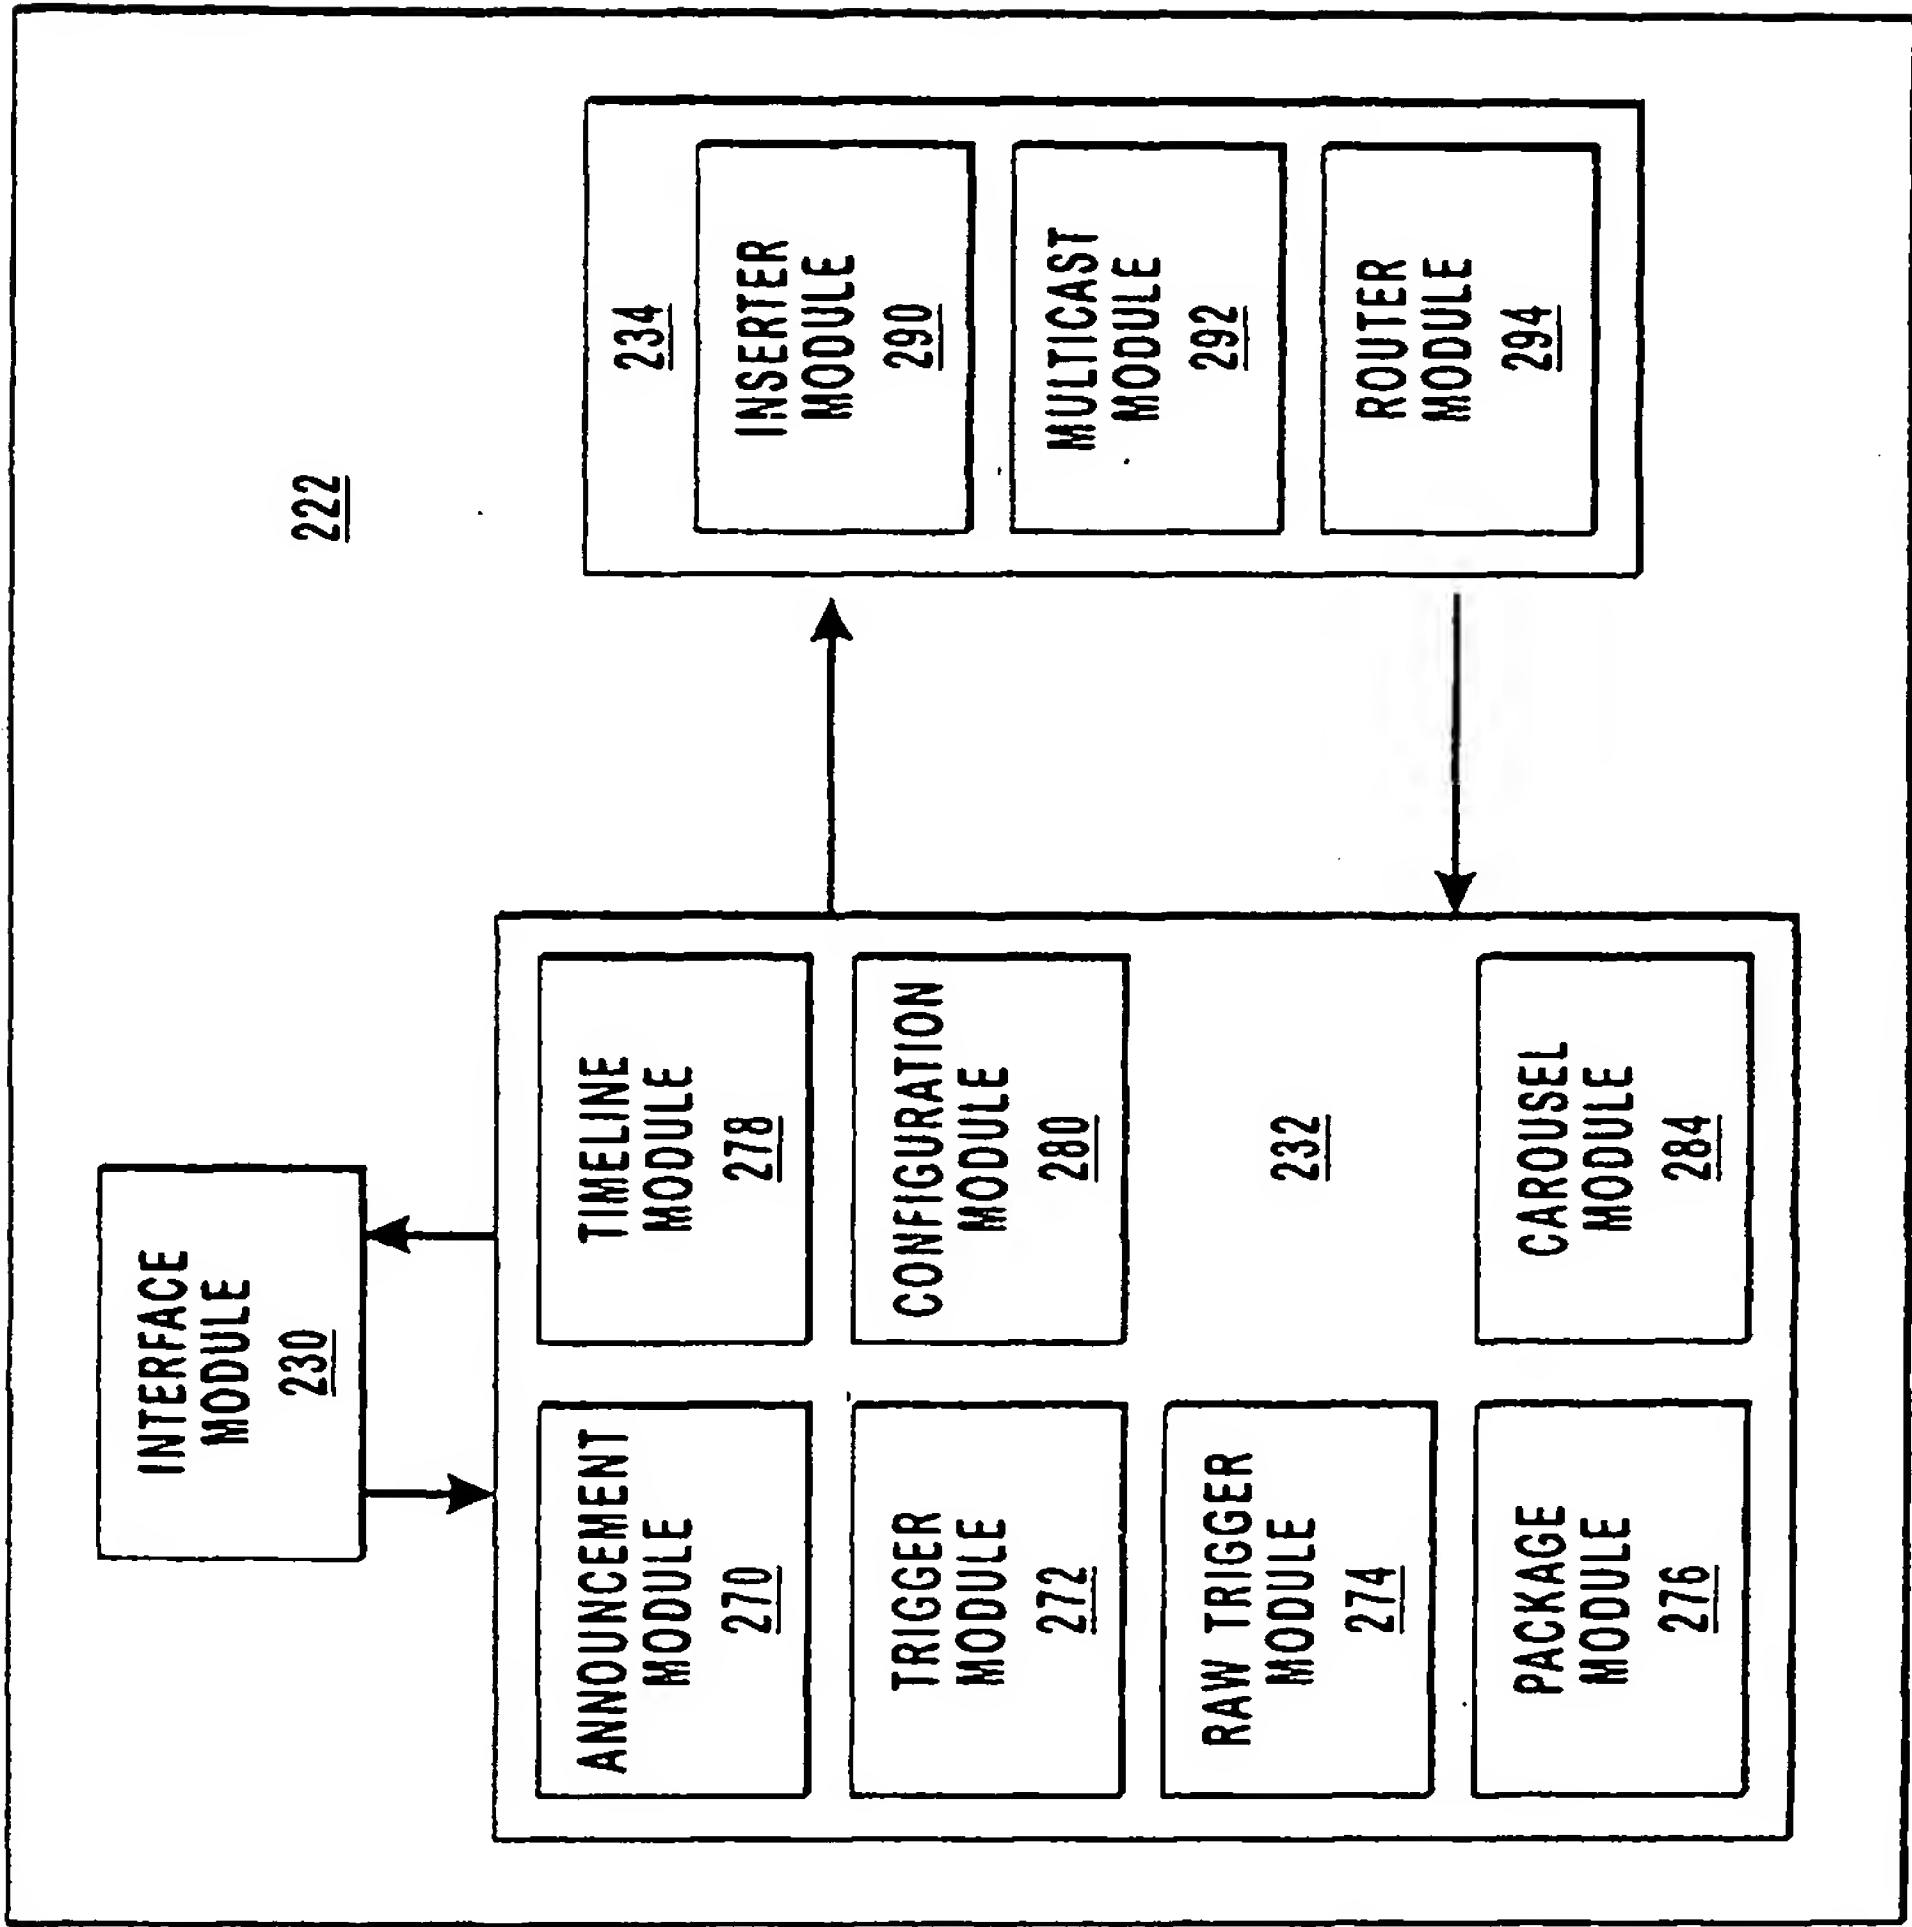 INTERFACE
MODULE
230
222
ANNOUNCEMENT
MODULE
270
TIMELINE
MODULE
278
TRIGGER
MODULE
272
CONFIGURATION
MODULE
280
RAW TRIGGER
MODULE
274
232
PACKAGE
MODULE
276
CAROUSEL
MODULE
284
234
INSERTER
MODULE
290
MULTICAST
MODULE
292
ROUTER
MODULE
294